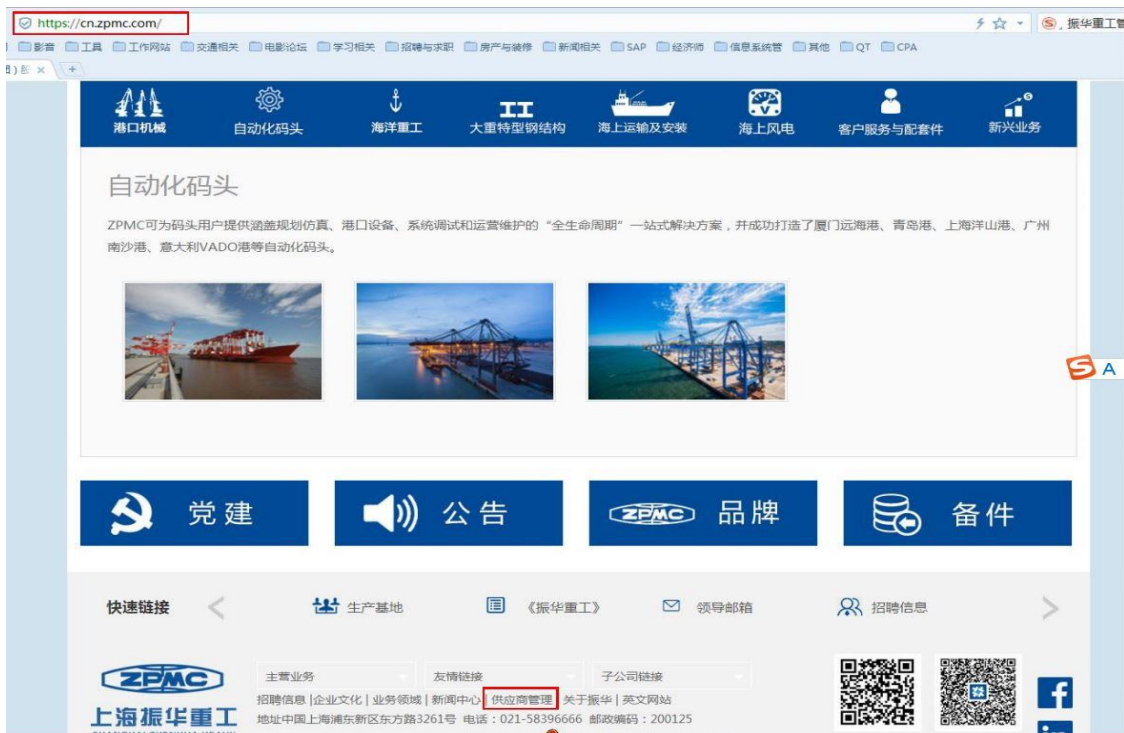 https://cn.zpmc.com/
振华重工管
影音 工具 工作网站 交通相关 电影论坛 学习相关 招聘与求职 房产与装修 新闻相关 SAP 经济师 信息系统管 其他 QT CPA
港口机械 自动化码头 海洋重工 大重特型钢结构 海上运输及安装 海上风电 客户服务与配套件 新兴业务
自动化码头
ZPMC可为码头用户提供涵盖规划仿真、港口设备、系统调试和运营维护的“全生命周期”一站式解决方案，并成功打造了厦门远海港、青岛港、上海洋山港、广州
南沙港、意大利VADO港等自动化码头。
A
党建 公告 ZPMC 品牌 备件
快速链接 生产基地 《振华重工》 领导邮箱 招聘信息
ZPMC
主营业务 友情链接 子公司链接
招聘信息 |企业文化 | 业务领域 | 新闻中心 | 供应商管理 | 关于振华 | 英文网站
上海振华重工
地址中国上海浦东新区东方路3261号 电话：021-58396666 邮政编码：200125
f
in